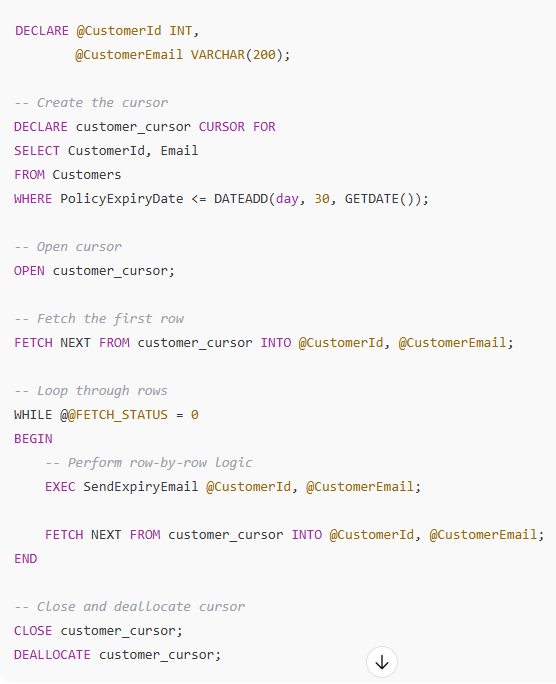 DECLARE @CustomerId INT,
        @CustomerEmail VARCHAR(200);

-- Create the cursor
DECLARE customer_cursor CURSOR FOR
SELECT CustomerId, Email
FROM Customers
WHERE PolicyExpiryDate <= DATEADD(day, 30, GETDATE());

-- Open cursor
OPEN customer_cursor;

-- Fetch the first row
FETCH NEXT FROM customer_cursor INTO @CustomerId, @CustomerEmail;

-- Loop through rows
WHILE @@FETCH_STATUS = 0
BEGIN
    -- Perform row-by-row logic
    EXEC SendExpiryEmail @CustomerId, @CustomerEmail;

    FETCH NEXT FROM customer_cursor INTO @CustomerId, @CustomerEmail;
END

-- Close and deallocate cursor
CLOSE customer_cursor;
DEALLOCATE customer_cursor;